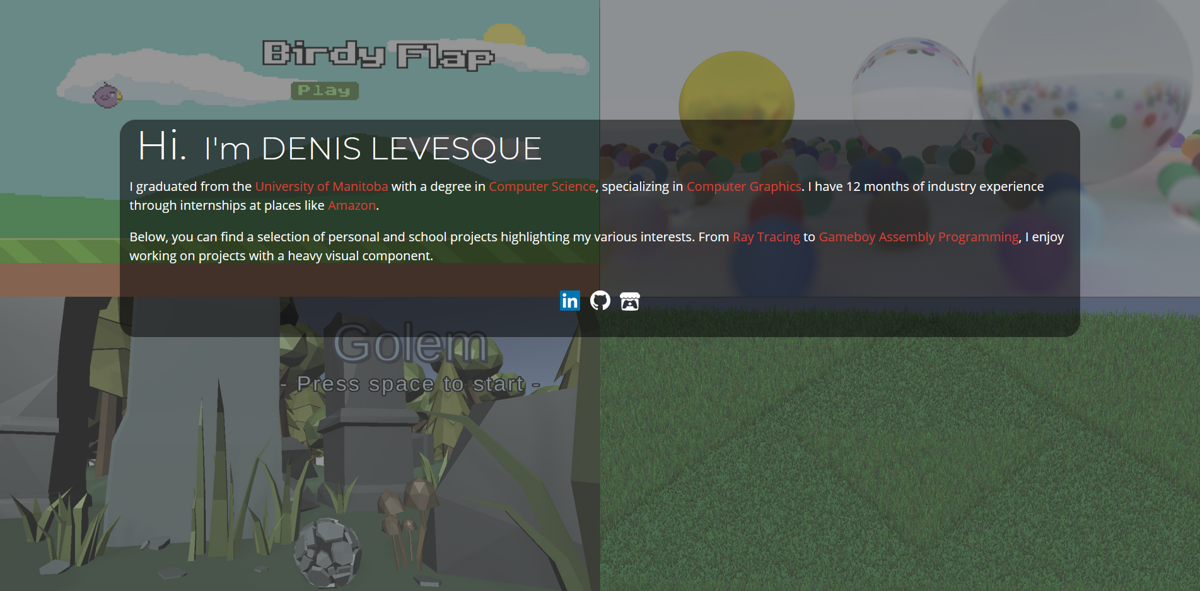 Birdy Flap
Play
Hi. I'm DENIS LEVESQUE
I graduated from the University of Manitoba with a degree in Computer Science, specializing in Computer Graphics. I have 12 months of industry experience
through internships at places like Amazon.
Below, you can find a selection of personal and school projects highlighting my various interests. From Ray Tracing to Gameboy Assembly Programming, I enjoy
working on projects with a heavy visual component.
in
Golem
- Press space to start -